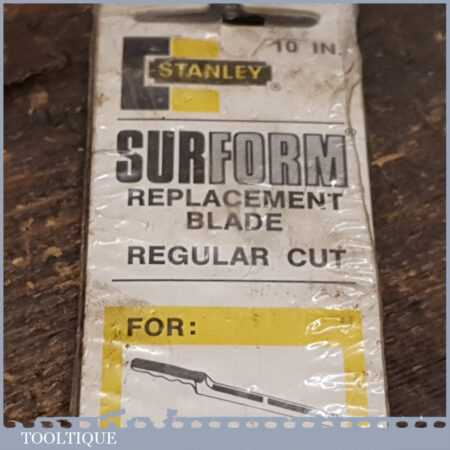 10 IN.
STANLEY®
SURFORM®
REPLACEMENT
BLADE
REGULAR CUT
FOR:
TOOLTIQUE